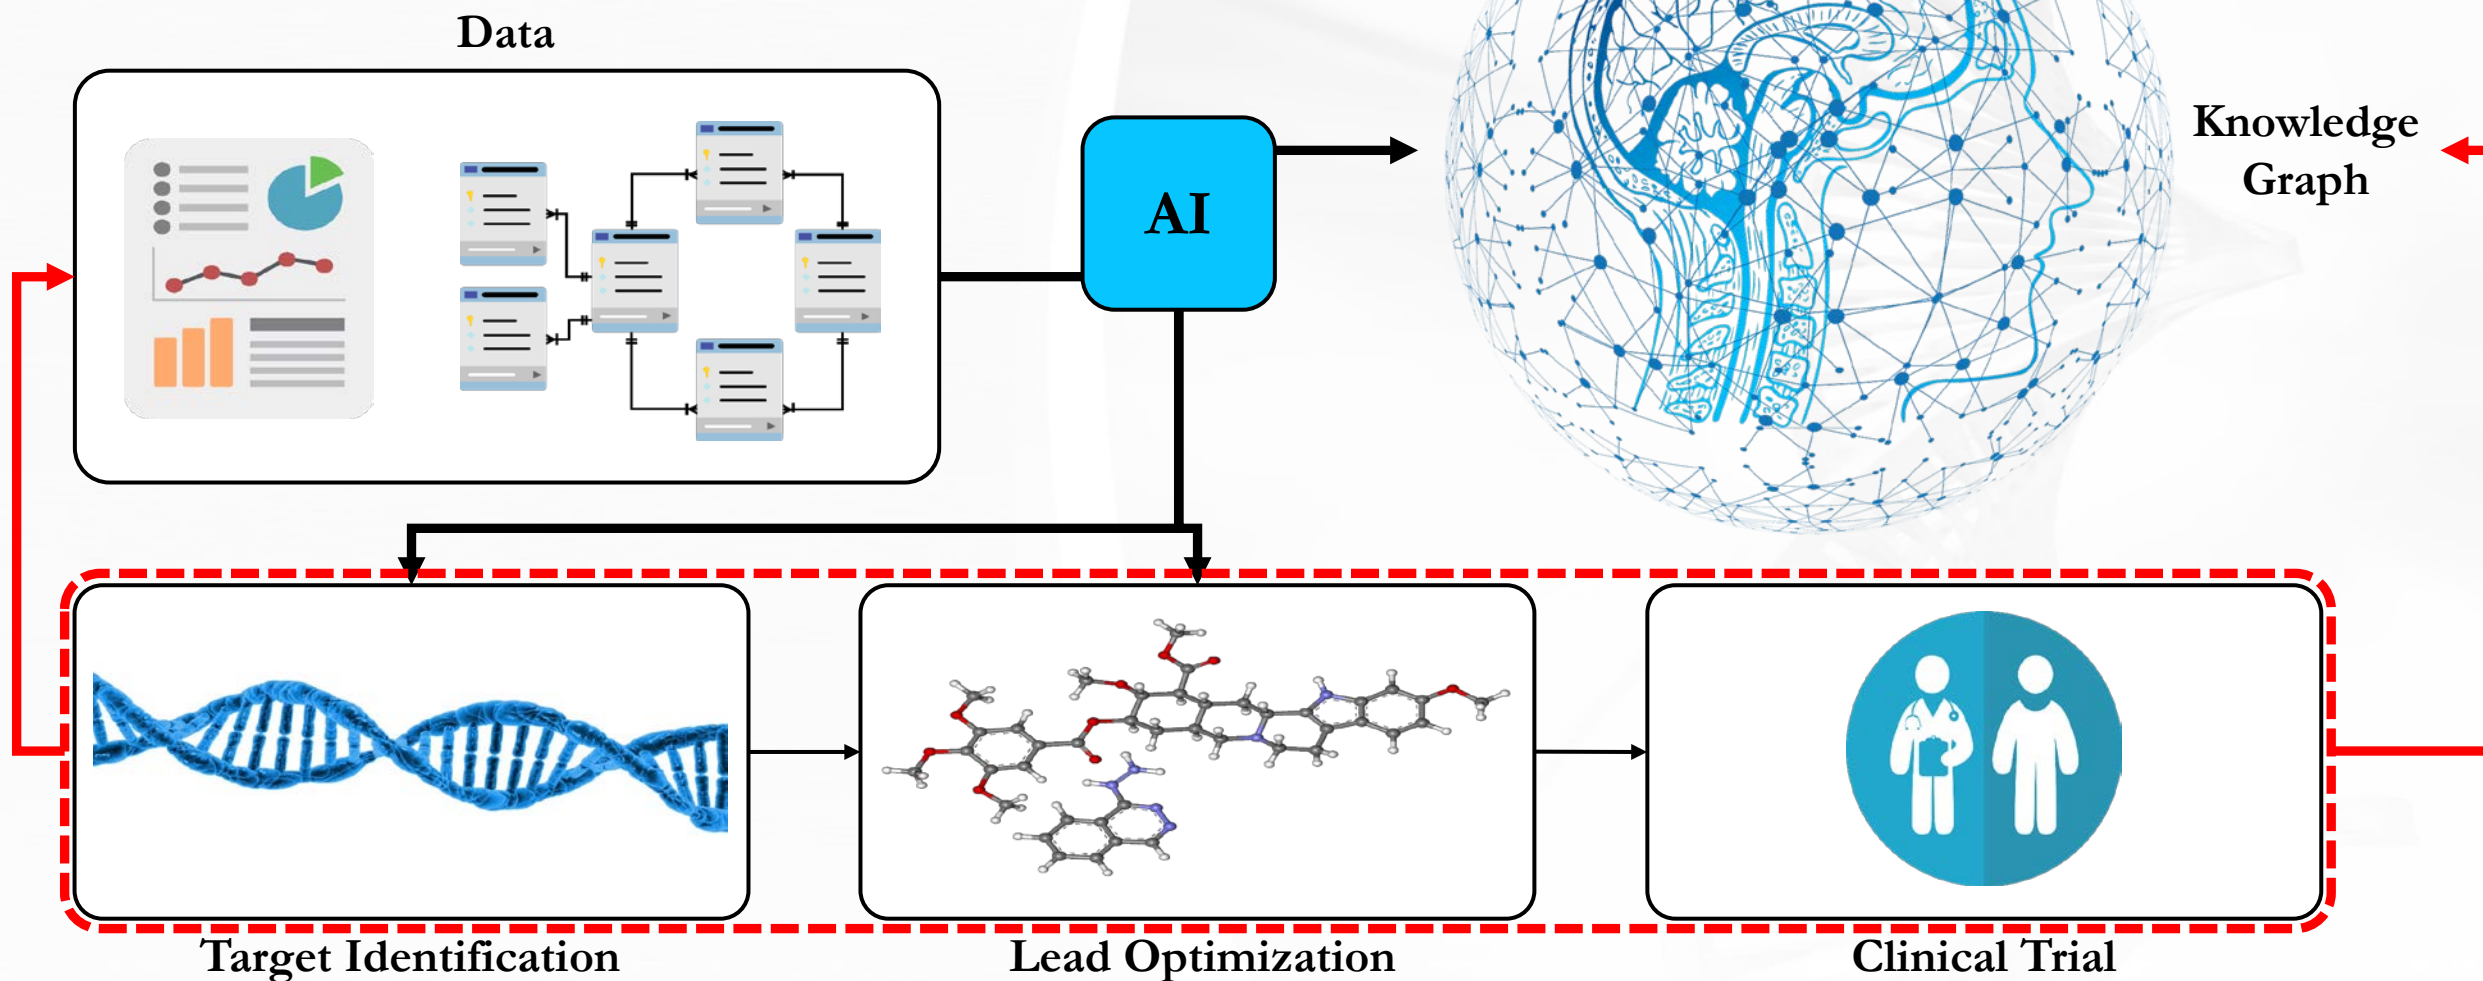 Data
AI
Knowledge
Graph
Target Identification
Lead Optimization
Clinical Trial